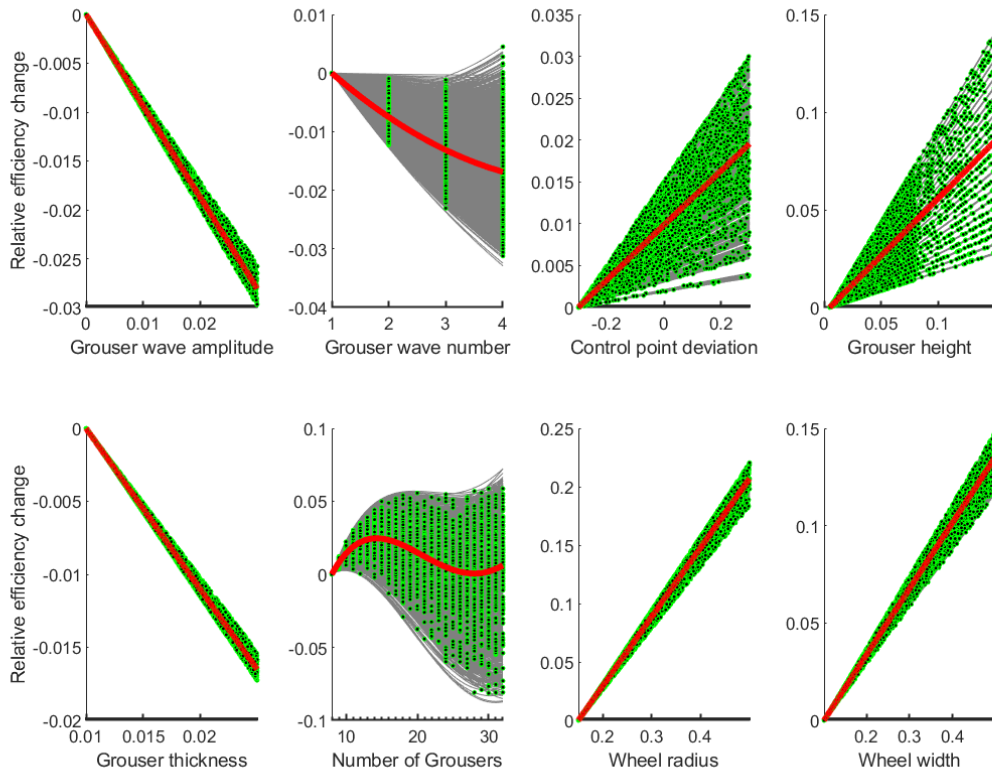 Relative efficiency change
0
-0.005
-0.01
-0.015
-0.02
-0.025
-0.03
0 0.01 0.02
Grouser wave amplitude
0.01
0
-0.01
-0.02
-0.03
-0.04
1 2 3 4
Grouser wave number
0.035
0.03
0.025
0.02
0.015
0.01
0.005
0
-0.2 0 0.2
Control point deviation
0.15
0.1
0.05
0
0 0.05 0.1
Grouser height
Relative efficiency change
0
-0.005
-0.01
-0.015
-0.02
0.01 0.015 0.02
Grouser thickness
0.1
0.05
0
-0.05
-0.1
10 20 30
Number of Grousers
0.25
0.2
0.15
0.1
0.05
0
0.2 0.3 0.4
Wheel radius
0.15
0.1
0.05
0
0.2 0.3 0.4
Wheel width